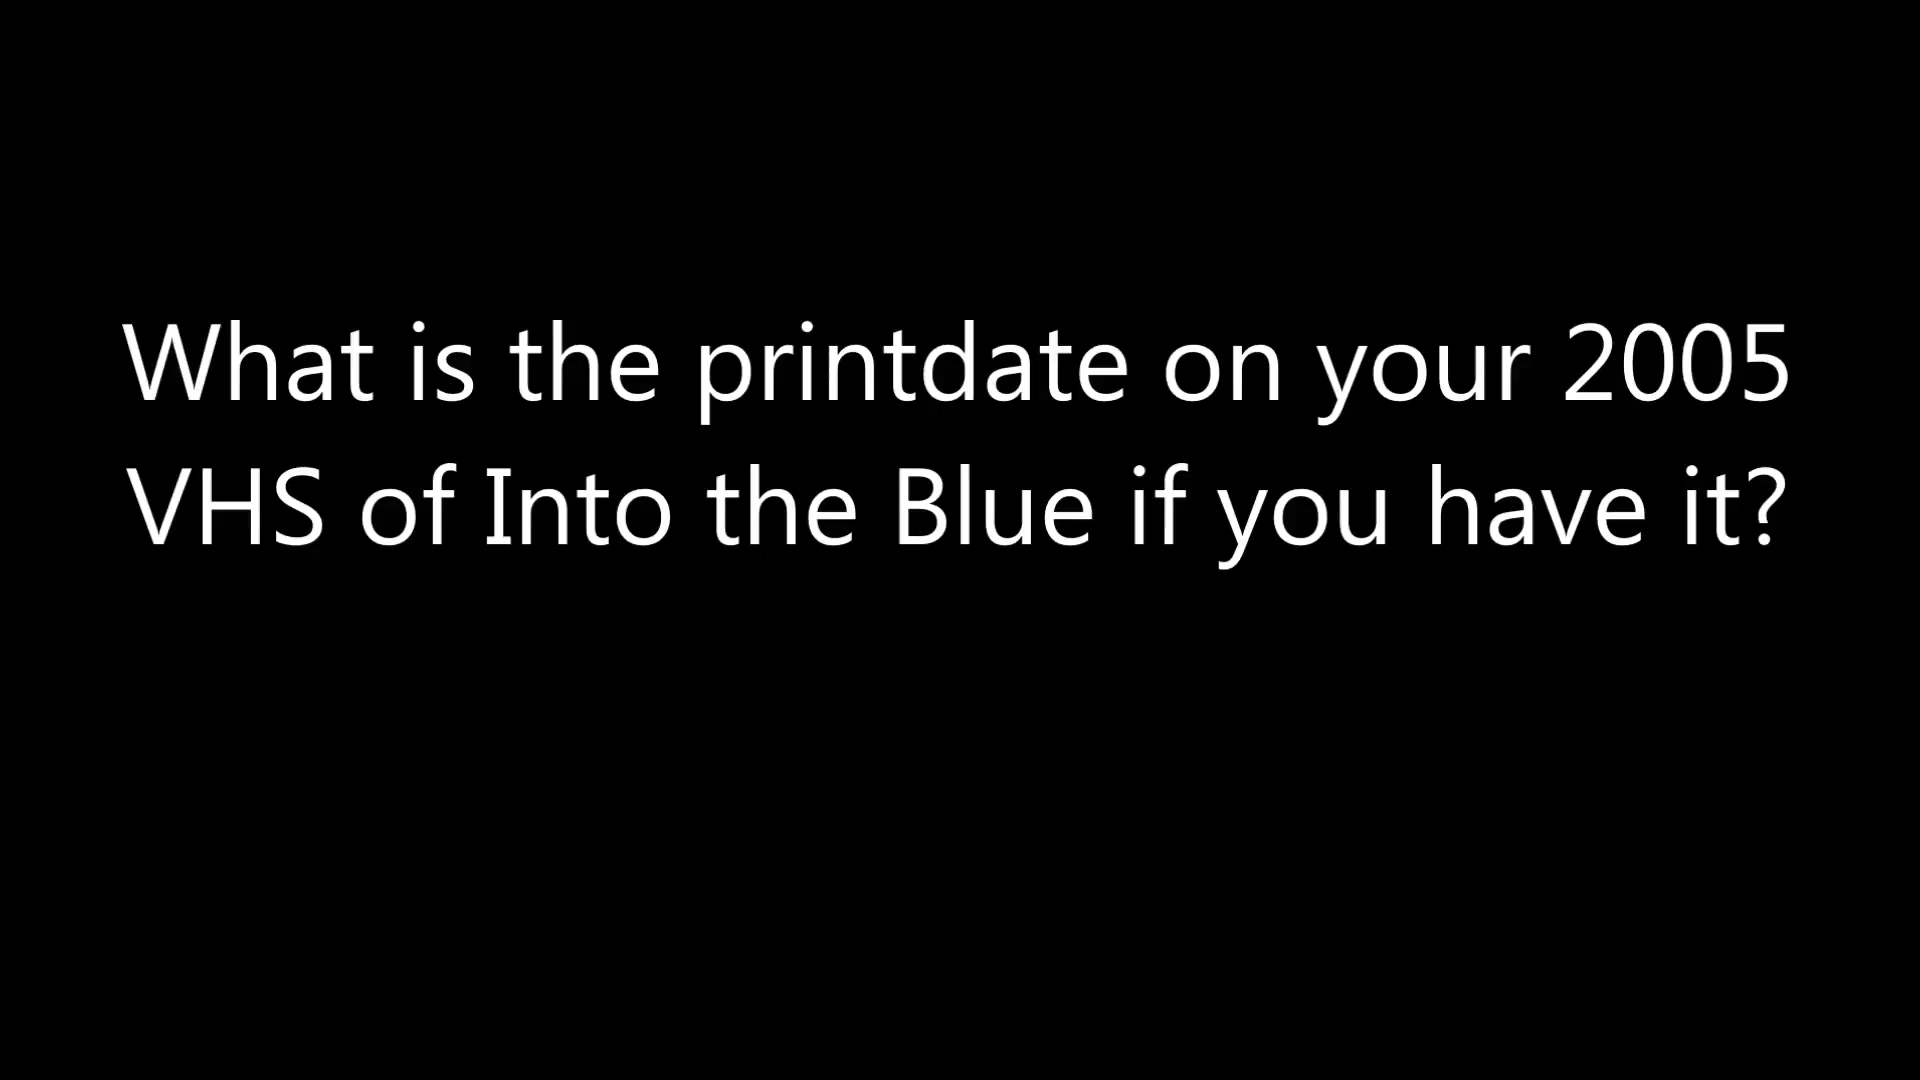 What is the printdate on your 2005
VHS of Into the Blue if you have it?